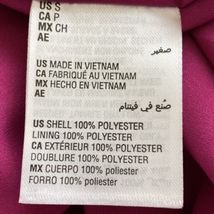 US S
CA P
MX CH
AE
صغير
US MADE IN VIETNAM
CA FABRIQUÉ AU VIETNAM
MX HECHO EN VIETNAM
AE
صُنع في فيتنام
US SHELL 100% POLYESTER
LINING 100% POLYESTER
CA EXTÉRIEUR 100% POLYESTER
DOUBLURE 100% POLYESTER
MX CUERPO 100% poliester
FORRO 100% poliester